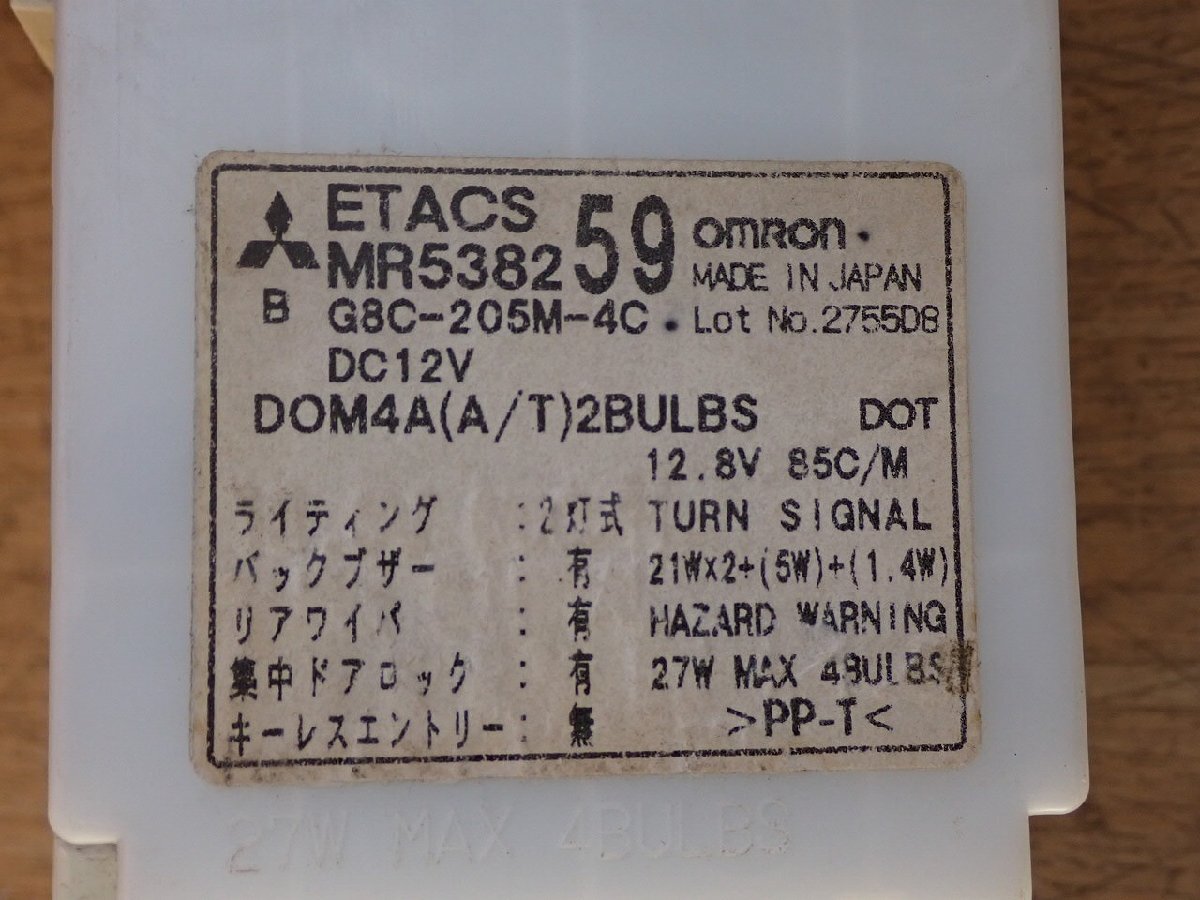 ETACS
MR538259
omron
MADE IN JAPAN
B
G8C-205M-4C
Lot No.2755D8
DC12V
DOM4A(A/T)2BULBS
DOT
12.8V 85C/M
ライティング :2灯式
TURN SIGNAL
バックブザー : 有
21W×2+(5W)+(1.4W)
リアワイパ : 有
HAZARD WARNING
集中ドアロック : 有
27W MAX 4BULBS
キーレスエントリー : 無
>PP-T<
27W MAX 4BULBS